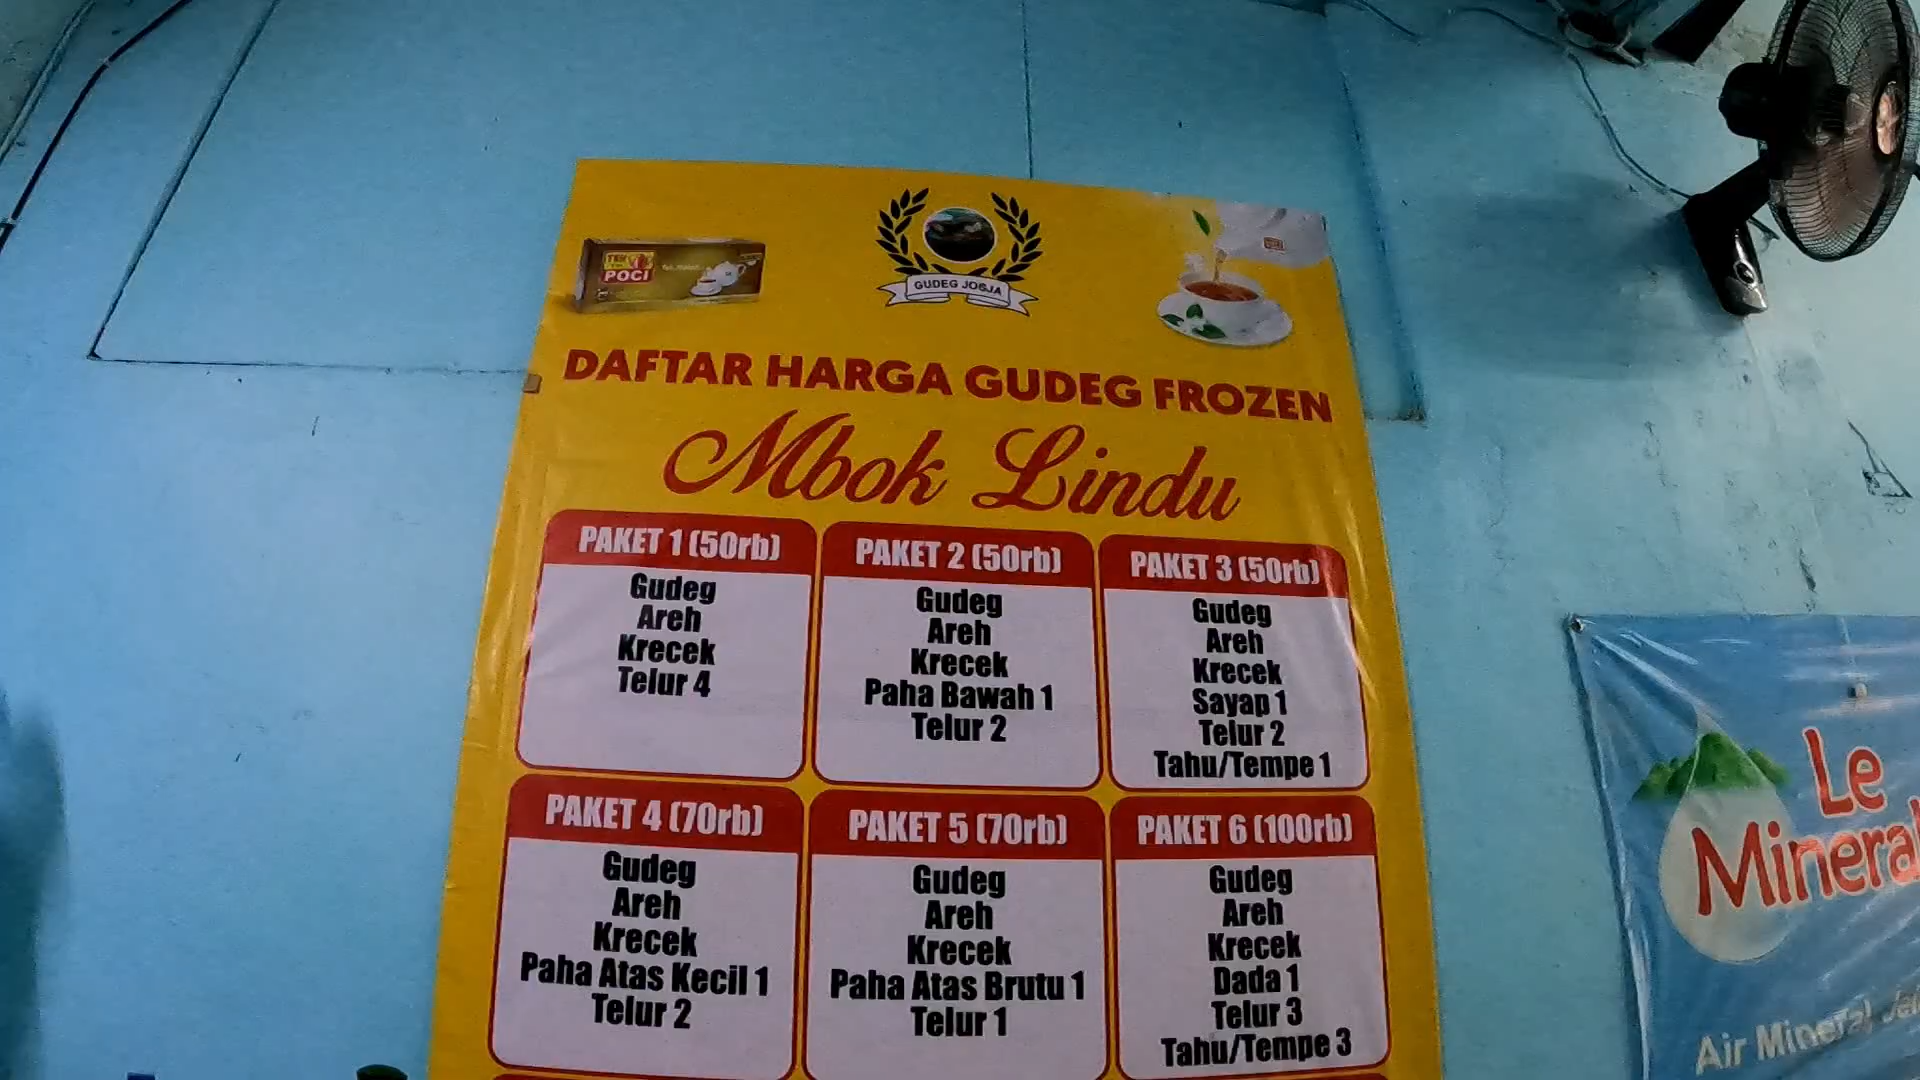 TEH
POCI
GUDEG JOGJA
DAFTAR HARGA GUDEG FROZEN
Mbok Lindu
PAKET 1 (50rb)
Gudeg
Areh
Krecek
Telur 4
PAKET 2 (50rb)
Gudeg
Areh
Krecek
Paha Bawah 1
Telur 2
PAKET 3 (50rb)
Gudeg
Areh
Krecek
Sayap 1
Telur 2
Tahu/Tempe 1
PAKET 4 (70rb)
Gudeg
Areh
Krecek
Paha Atas Kecil 1
Telur 2
PAKET 5 (70rb)
Gudeg
Areh
Krecek
Paha Atas Brutu 1
Telur 1
PAKET 6 (100rb)
Gudeg
Areh
Krecek
Dada 1
Telur 3
Tahu/Tempe 3
Le
Mineral
Air Mineral